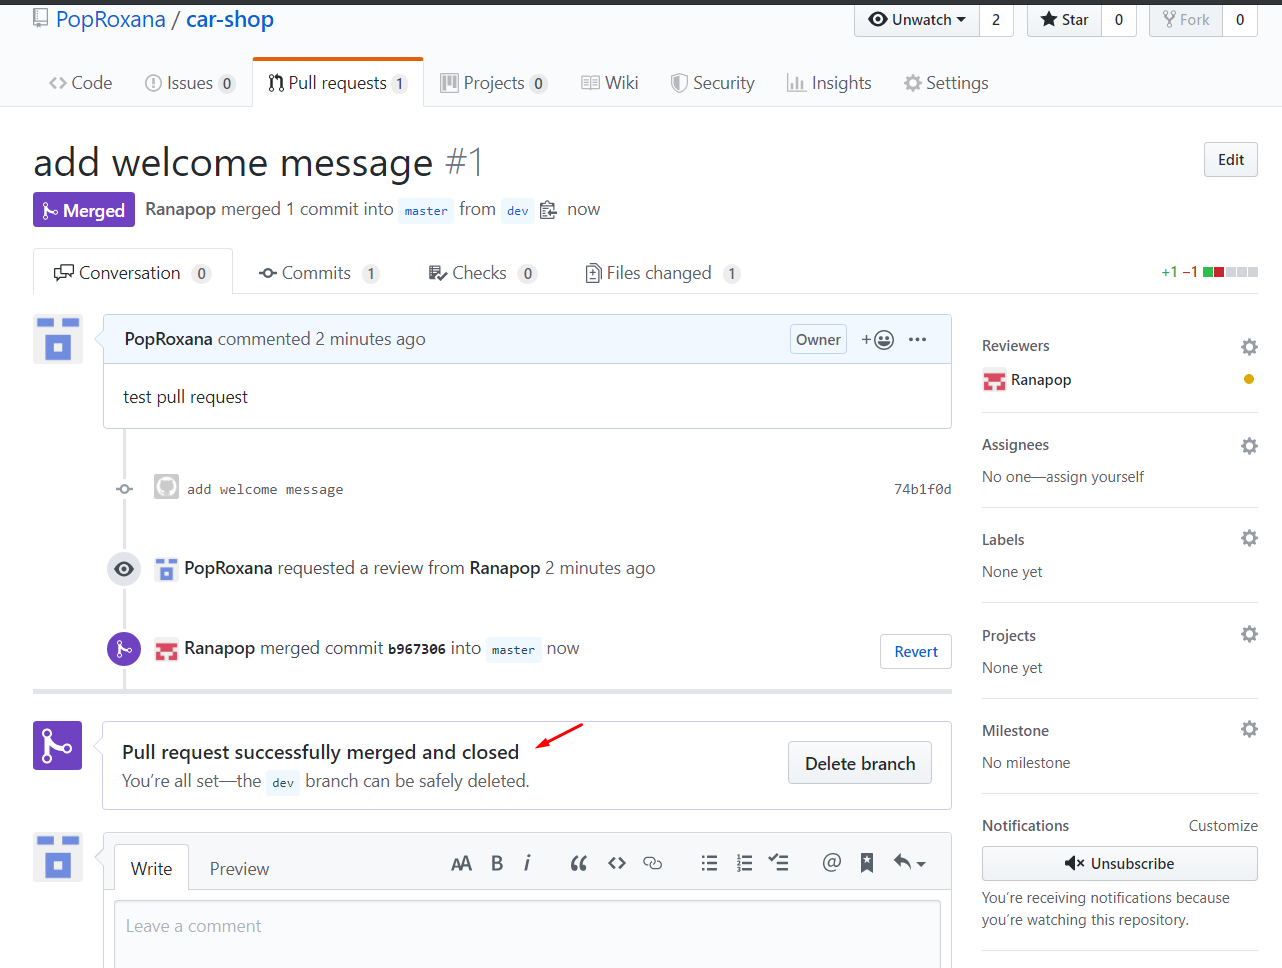 PopRoxana / car-shop
Unwatch 2 Star 0 Fork 0
Code Issues 0 Pull requests 1 Projects 0 Wiki Security Insights Settings
add welcome message #1
Edit
Merged Ranapop merged 1 commit into master from dev now
Conversation 0 Commits 1 Checks 0 Files changed 1 +1 −1
PopRoxana commented 2 minutes ago Owner
test pull request
add welcome message 74b1f0d
PopRoxana requested a review from Ranapop 2 minutes ago
Ranapop merged commit b967306 into master now Revert
Pull request successfully merged and closed
You're all set—the dev branch can be safely deleted.
Delete branch
Write Preview AA B i
Leave a comment
Reviewers
Ranapop
Assignees
No one—assign yourself
Labels
None yet
Projects
None yet
Milestone
No milestone
Notifications Customize
Unsubscribe
You're receiving notifications because
you're watching this repository.